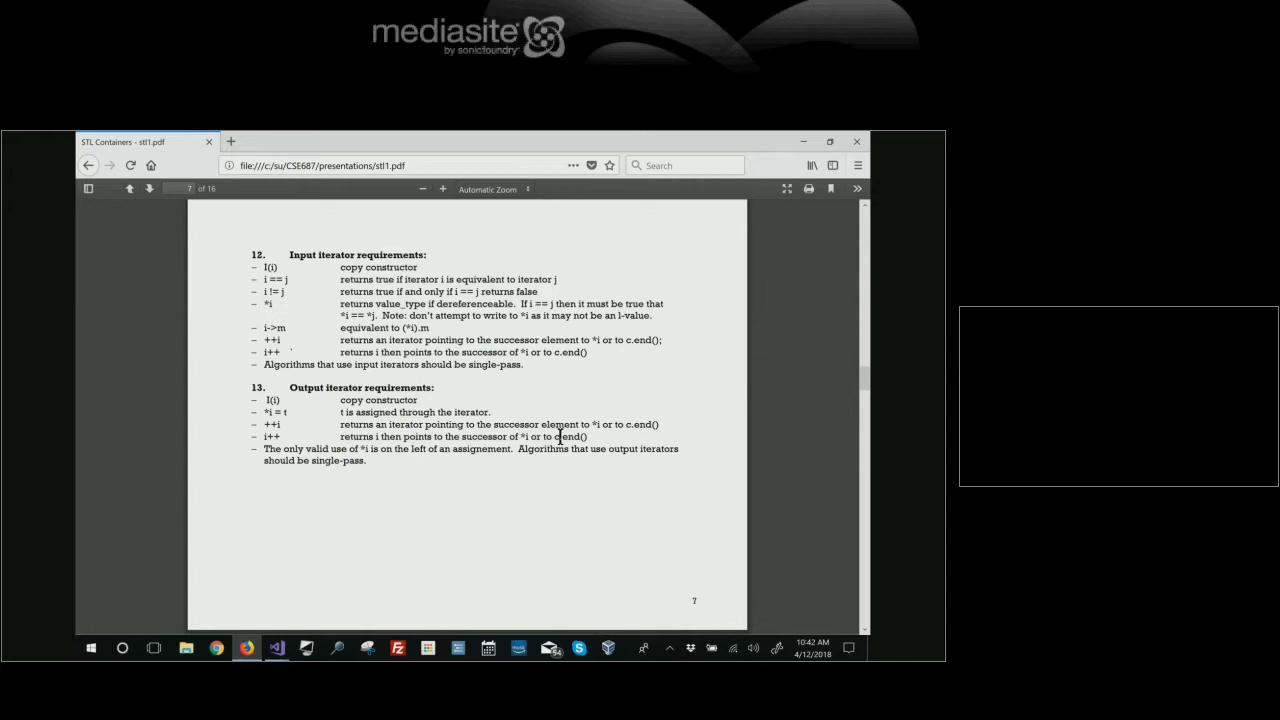 mediasite
by sonicfoundry
STL Containers - stl1.pdf
file:///c:/su/CSE687/presentations/stl1.pdf
Search
7 of 16
Automatic Zoom
12. Input iterator requirements:
– I(i) copy constructor
– i == j returns true if iterator i is equivalent to iterator j
– i != j returns true if and only if i == j returns false
– *i returns value_type if dereferenceable. If i == j then it must be true that
*i == *j. Note: don't attempt to write to *i as it may not be an l-value.
– i->m equivalent to (*i).m
– ++i returns an iterator pointing to the successor element to *i or to c.end();
– i++ ` returns i then points to the successor of *i or to c.end()
– Algorithms that use input iterators should be single-pass.
13. Output iterator requirements:
– I(i) copy constructor
– *i = t t is assigned through the iterator.
– ++i returns an iterator pointing to the successor element to *i or to c.end()
– i++ returns i then points to the successor of *i or to c.end()
– The only valid use of *i is on the left of an assignement. Algorithms that use output iterators
should be single-pass.
7
54
10:42 AM
4/12/2018